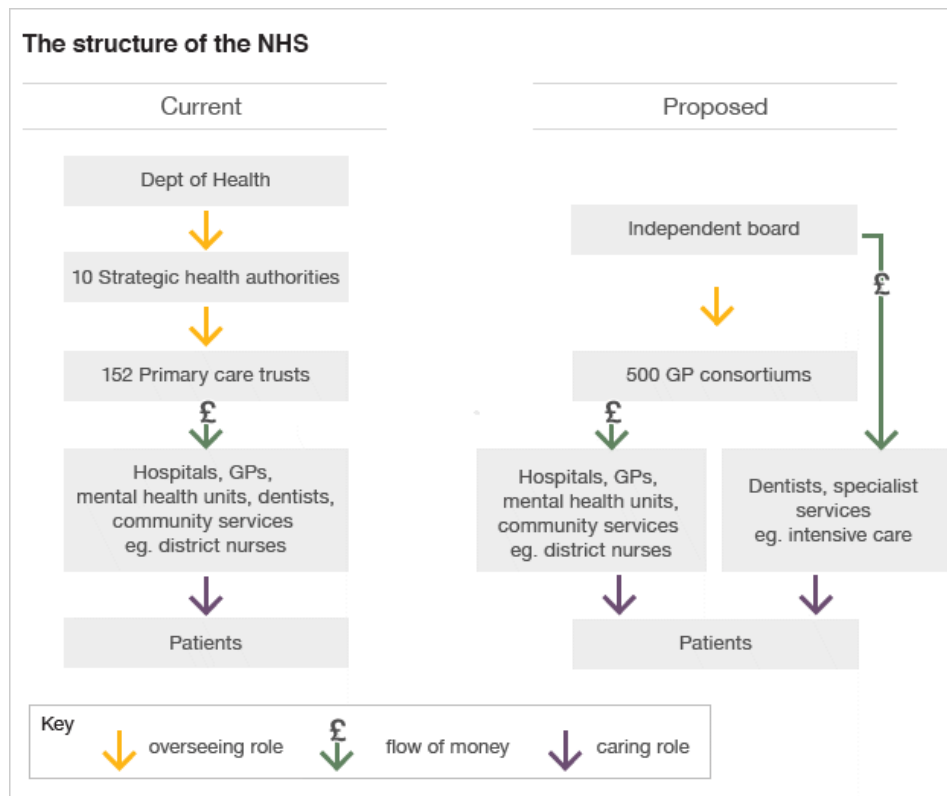 The structure of the NHS
Current
Dept of Health
10 Strategic health authorities
152 Primary care trusts
£
Hospitals, GPs,
mental health units, dentists,
community services
eg. district nurses
Patients
Proposed
Independent board
£
500 GP consortiums
£
Hospitals, GPs,
mental health units,
community services
eg. district nurses
Dentists, specialist
services
eg. intensive care
Patients
Key
overseeing role
£
flow of money
caring role